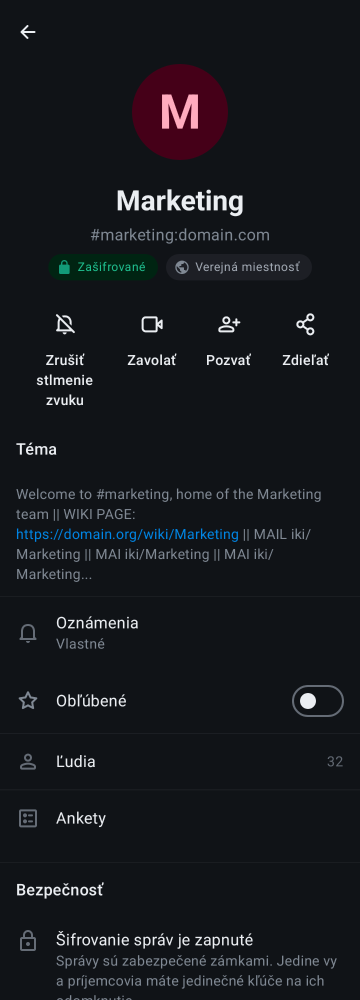 M
Marketing
#marketing:domain.com
Zašifrované
Verejná miestnosť
Zrušiť
stlmenie
zvuku
Zavolať
Pozvať
Zdieľať
Téma
Welcome to #marketing, home of the Marketing
team || WIKI PAGE:
https://domain.org/wiki/Marketing || MAIL iki/
Marketing || MAI iki/Marketing || MAI iki/
Marketing...
Oznámenia
Vlastné
Obľúbené
Ľudia
32
Ankety
Bezpečnosť
Šifrovanie správ je zapnuté
Správy sú zabezpečené zámkami. Jedine vy
a príjemcovia máte jedinečné kľúče na ich